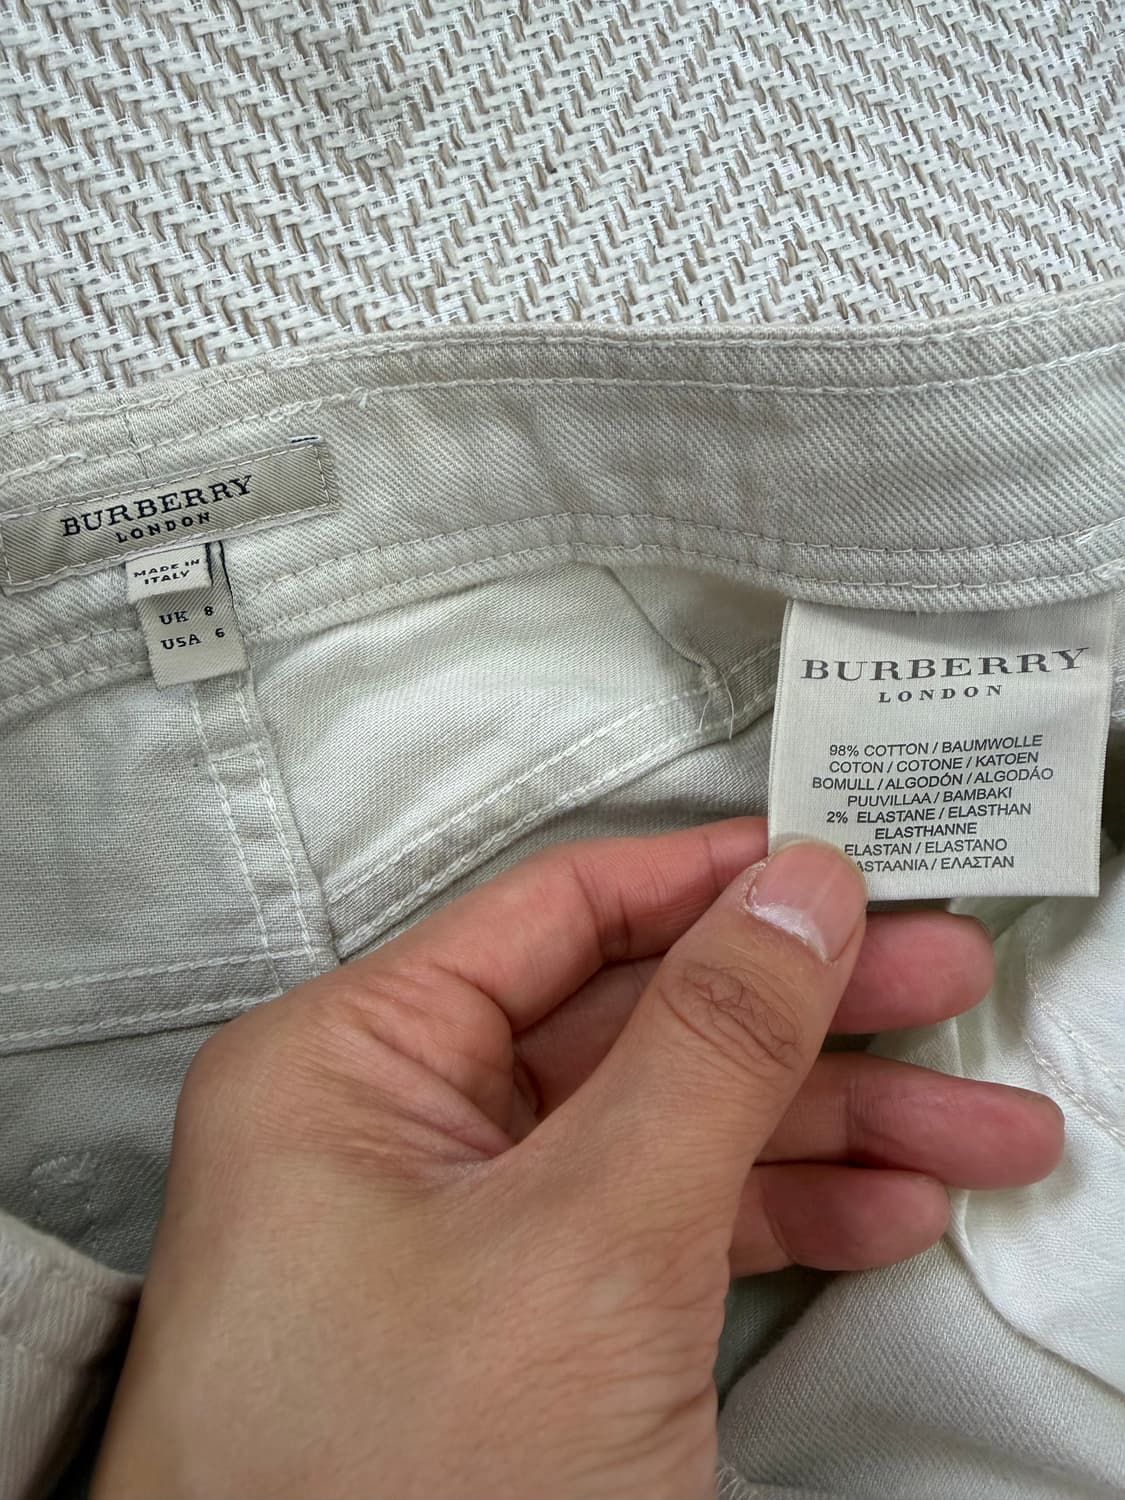 BURBERRY
LONDON
MADE IN
ITALY
UK 8
USA 6
BURBERRY
LONDON
98% COTTON / BAUMWOLLE
COTON / COTONE / KATOEN
BOMULL / ALGODÓN / ALGODÃO
PUUVILLAA / BAMBAKI
2% ELASTANE / ELASTHAN
ELASTHANNE
ELASTAN / ELASTANO
ASTAANIA / ΕΛΑΣΤΑΝ